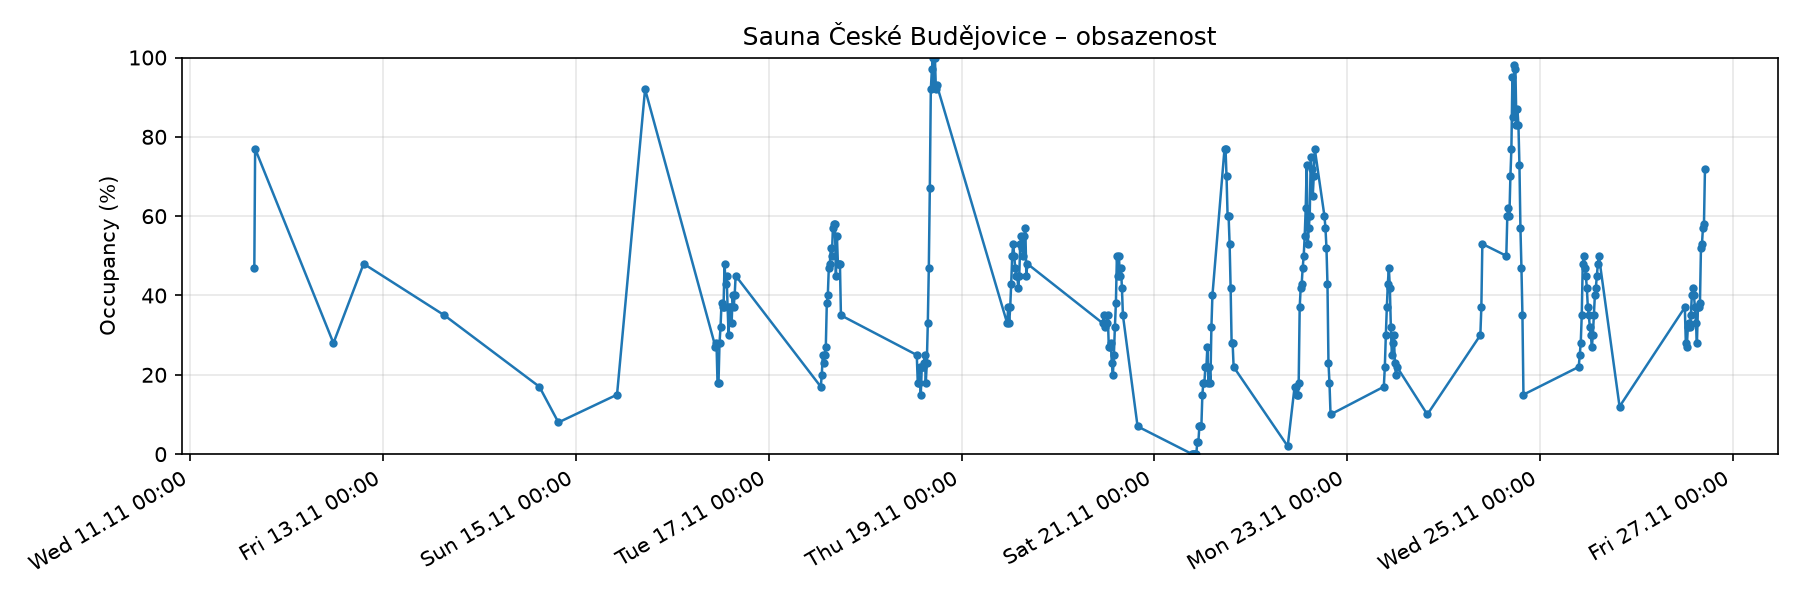 Sauna České Budějovice – obsazenost
Occupancy (%)
100
80
60
40
20
0
Wed 11.11 00:00
Fri 13.11 00:00
Sun 15.11 00:00
Tue 17.11 00:00
Thu 19.11 00:00
Sat 21.11 00:00
Mon 23.11 00:00
Wed 25.11 00:00
Fri 27.11 00:00